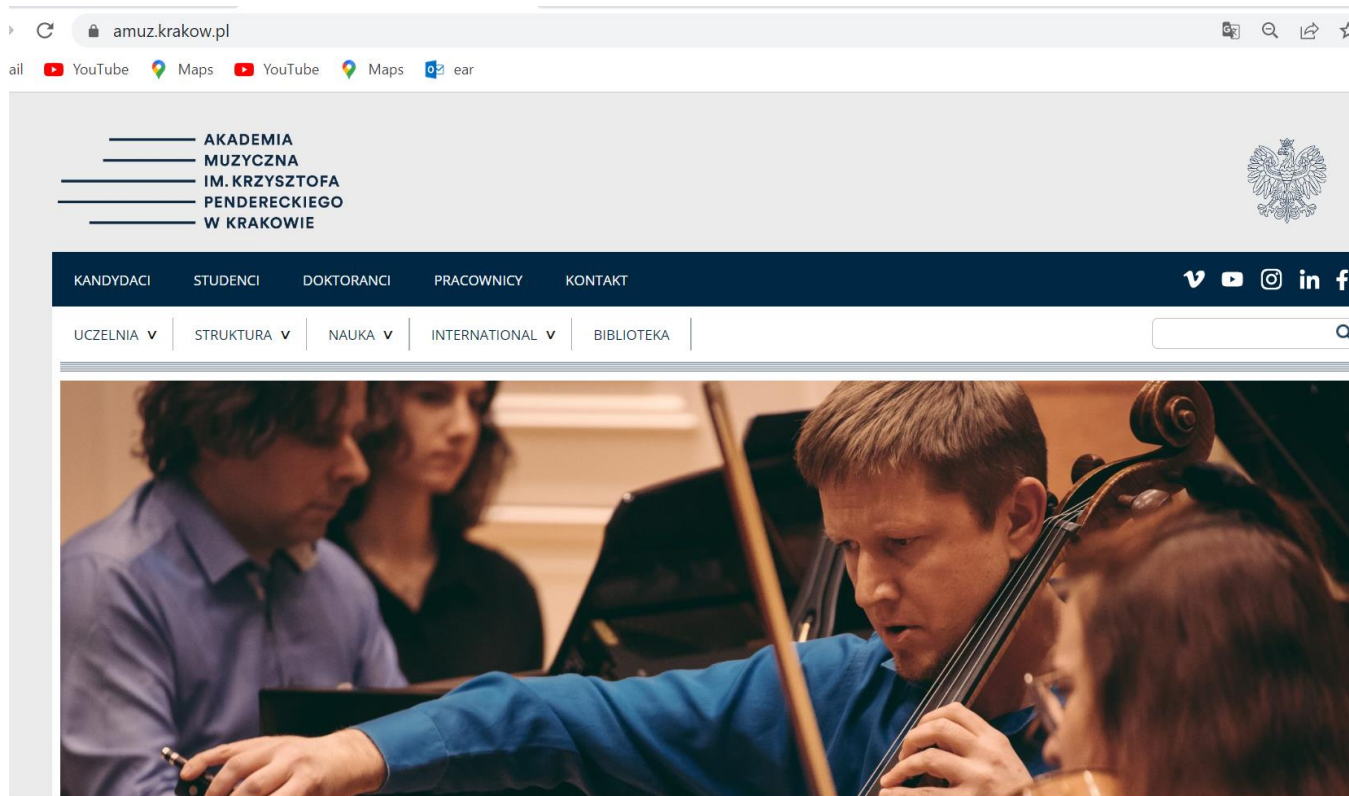 amuz.krakow.pl
ail YouTube Maps YouTube Maps ear
AKADEMIA
MUZYCZNA
IM. KRZYSZTOFA
PENDERECKIEGO
W KRAKOWIE
KANDYDACI STUDENCI DOKTORANCI PRACOWNICY KONTAKT
UCZELNIA STRUKTURA NAUKA INTERNATIONAL BIBLIOTEKA